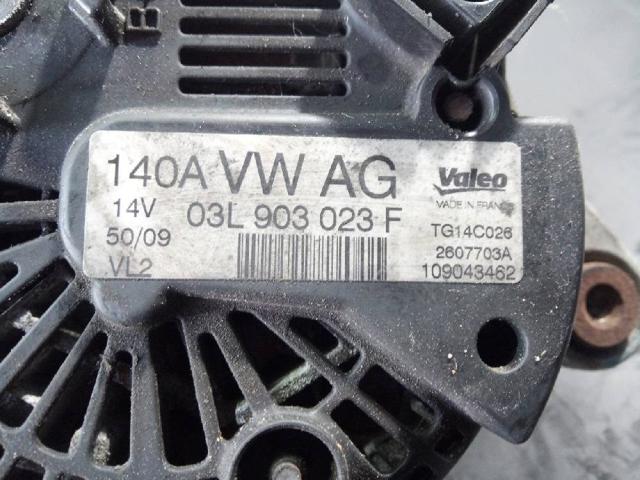 140A VW AG Valeo
MADE IN FRANCE
14V 03L 903 023 F TG14C026
50/09 2607703A
VL2 109043462
B